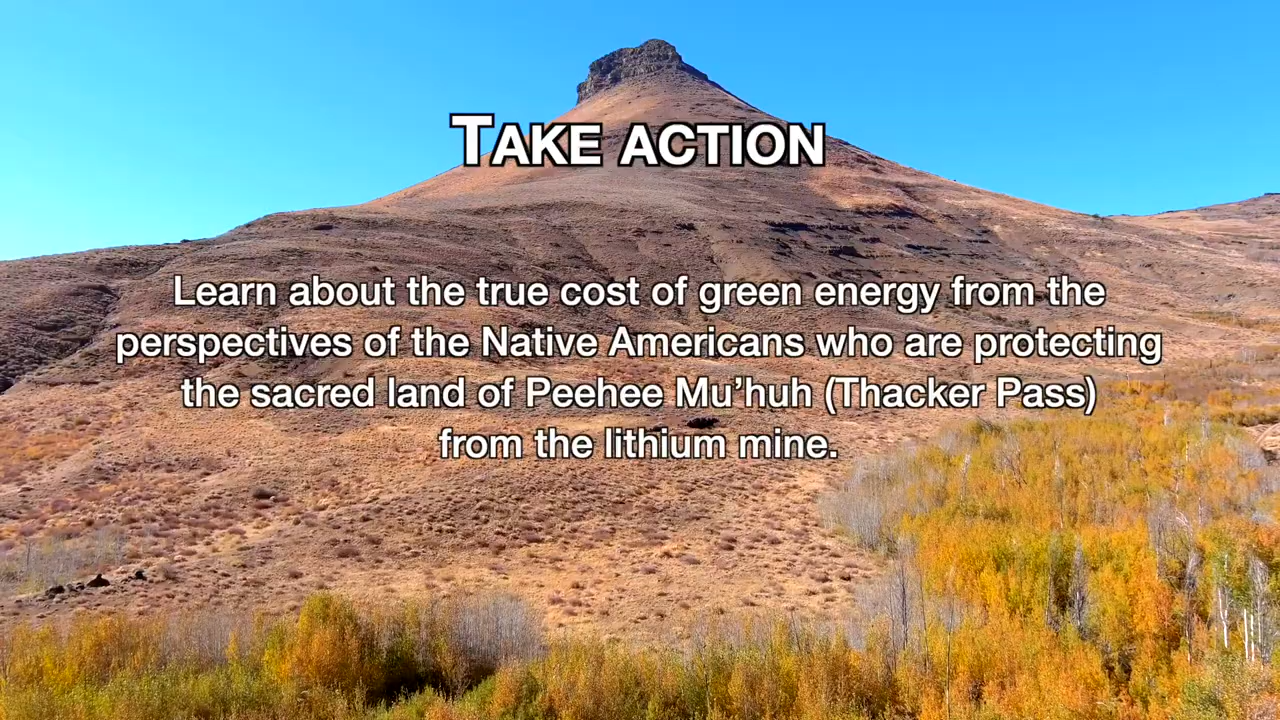 TAKE ACTION
Learn about the true cost of green energy from the
perspectives of the Native Americans who are protecting
the sacred land of Peehee Mu’huh (Thacker Pass)
from the lithium mine.